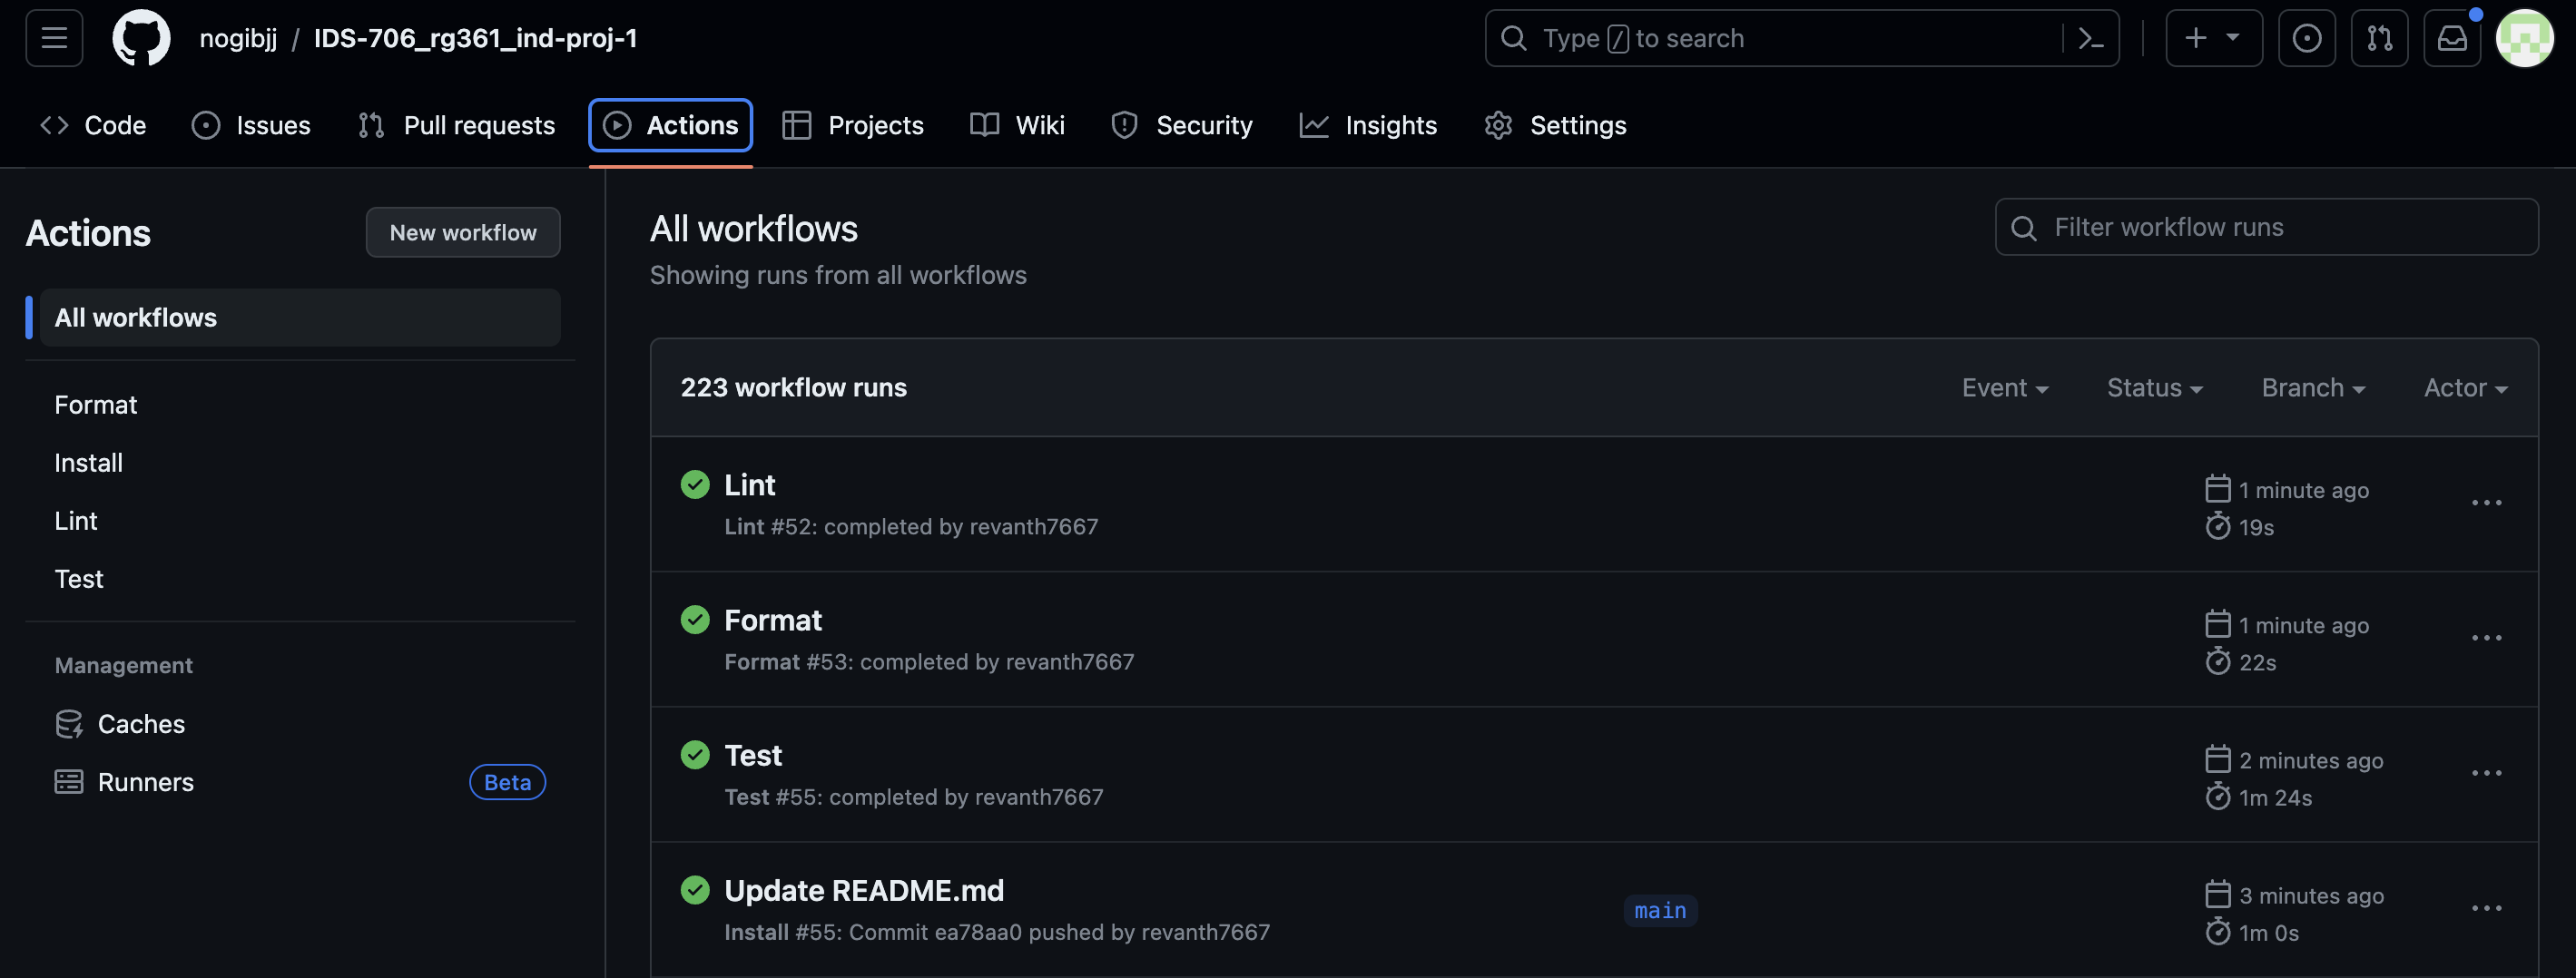 nogibjj / IDS-706_rg361_ind-proj-1
Type / to search
Code Issues Pull requests Actions Projects Wiki Security Insights Settings
Actions
New workflow
All workflows
Format
Install
Lint
Test
Management
Caches
Runners Beta
All workflows
Showing runs from all workflows
Filter workflow runs
223 workflow runs Event Status Branch Actor
Lint
Lint #52: completed by revanth7667
1 minute ago
19s
Format
Format #53: completed by revanth7667
1 minute ago
22s
Test
Test #55: completed by revanth7667
2 minutes ago
1m 24s
Update README.md
Install #55: Commit ea78aa0 pushed by revanth7667
main
3 minutes ago
1m 0s